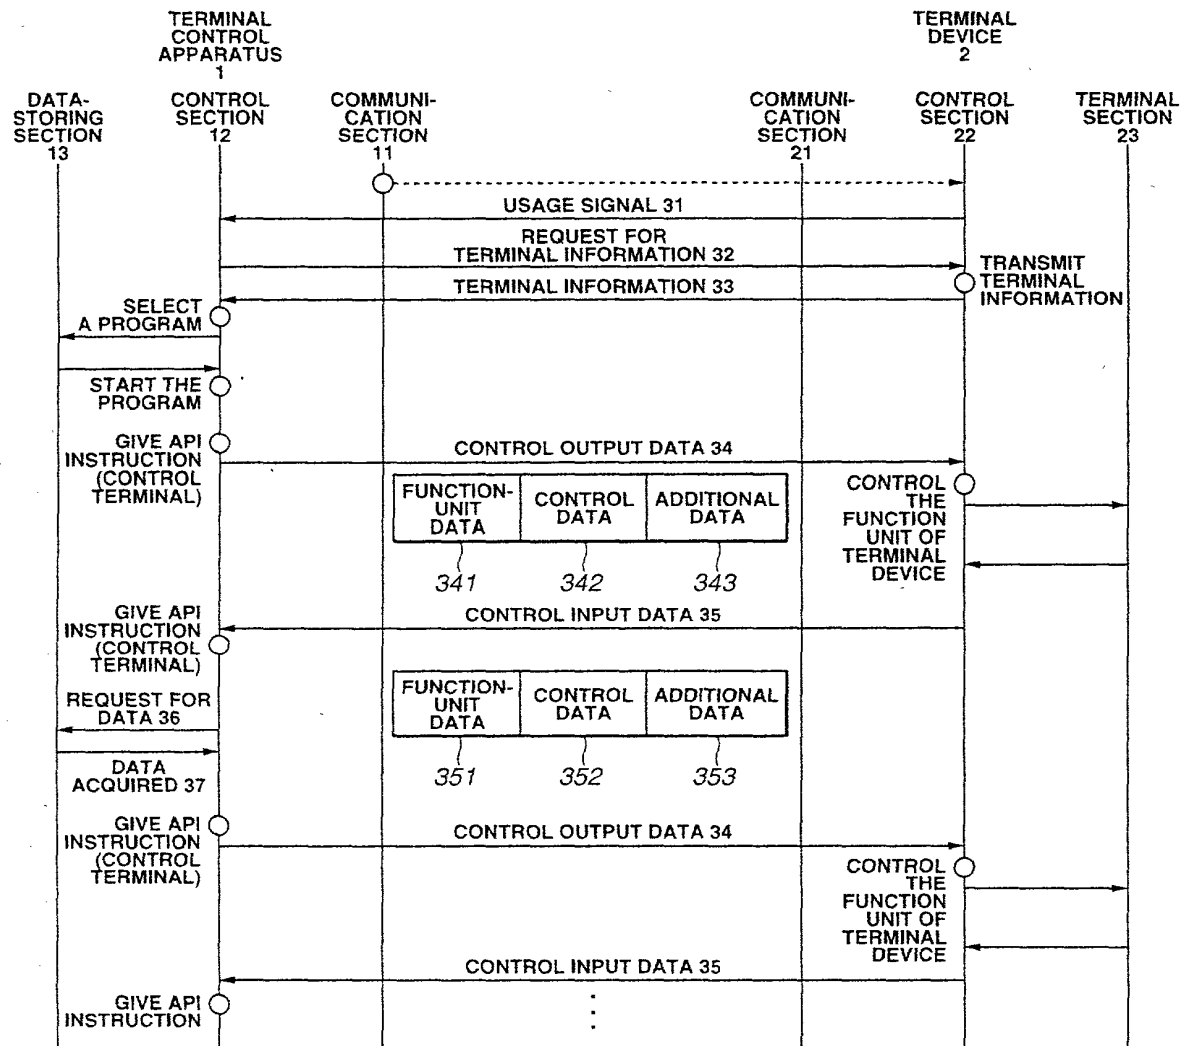 TERMINAL
CONTROL
APPARATUS
1
TERMINAL
DEVICE
2
DATA-
STORING
SECTION
13
CONTROL
SECTION
12
COMMUNI-
CATION
SECTION
11
COMMUNI-
CATION
SECTION
21
CONTROL
SECTION
22
TERMINAL
SECTION
23
USAGE SIGNAL 31
REQUEST FOR
TERMINAL INFORMATION 32
TRANSMIT
TERMINAL
INFORMATION
TERMINAL INFORMATION 33
SELECT
A PROGRAM
START THE
PROGRAM
GIVE API
INSTRUCTION
(CONTROL
TERMINAL)
CONTROL OUTPUT DATA 34
FUNCTION-
UNIT
DATA
CONTROL
DATA
ADDITIONAL
DATA
341
342
343
CONTROL
THE
FUNCTION
UNIT OF
TERMINAL
DEVICE
GIVE API
INSTRUCTION
(CONTROL
TERMINAL)
CONTROL INPUT DATA 35
FUNCTION-
UNIT
DATA
CONTROL
DATA
ADDITIONAL
DATA
351
352
353
REQUEST FOR
DATA 36
DATA
ACQUIRED 37
GIVE API
INSTRUCTION
(CONTROL
TERMINAL)
CONTROL OUTPUT DATA 34
CONTROL
THE
FUNCTION
UNIT OF
TERMINAL
DEVICE
CONTROL INPUT DATA 35
GIVE API
INSTRUCTION